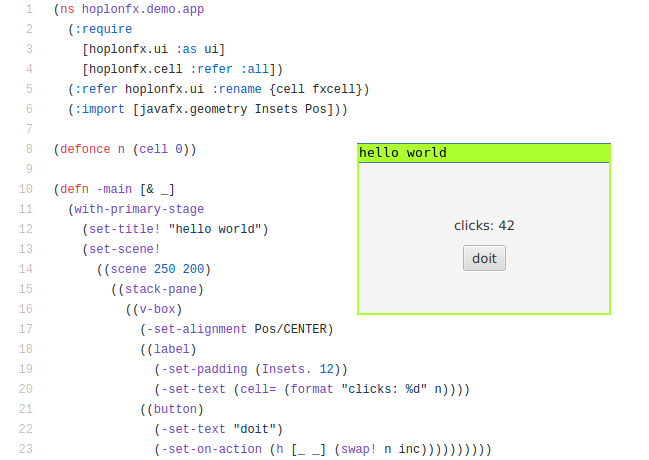 1 (ns hoplonfx.demo.app
2   (:require
3     [hoplonfx.ui :as ui]
4     [hoplonfx.cell :refer :all])
5   (:refer hoplonfx.ui :rename {cell fxcell})
6   (:import [javafx.geometry Insets Pos]))
7
8 (defonce n (cell 0))
9
10 (defn -main [& _]
11   (with-primary-stage
12     (set-title! "hello world")
13     (set-scene!
14       ((scene 250 200)
15         ((stack-pane)
16           ((v-box)
17             (-set-alignment Pos/CENTER)
18             ((label)
19               (-set-padding (Insets. 12))
20               (-set-text (cell= (format "clicks: %d" n))))
21             ((button)
22               (-set-text "doit")
23               (-set-on-action (h [_ _] (swap! n inc))))))))))
hello world
clicks: 42
doit